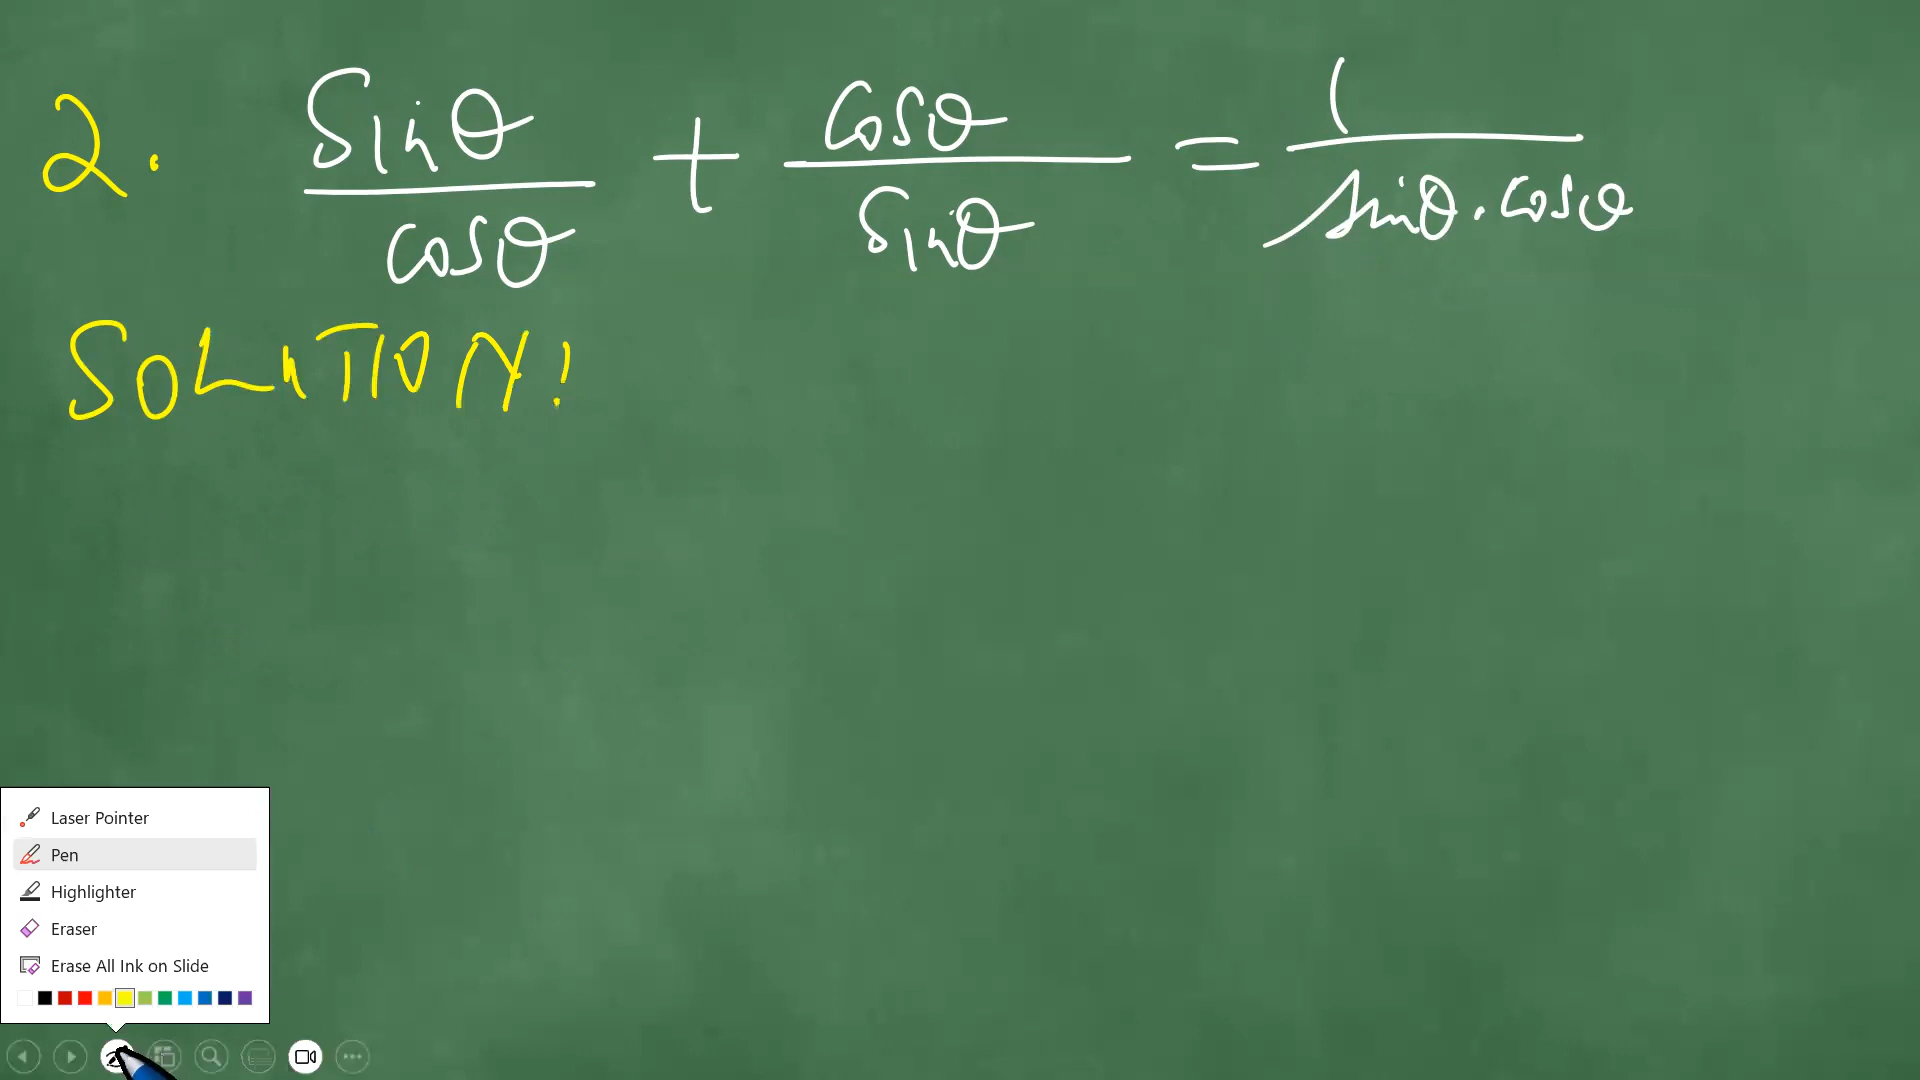 2. sinθ/cosθ + cosθ/sinθ = 1/sinθ.cosθ
SOLUTION:
Laser Pointer
Pen
Highlighter
Eraser
Erase All Ink on Slide